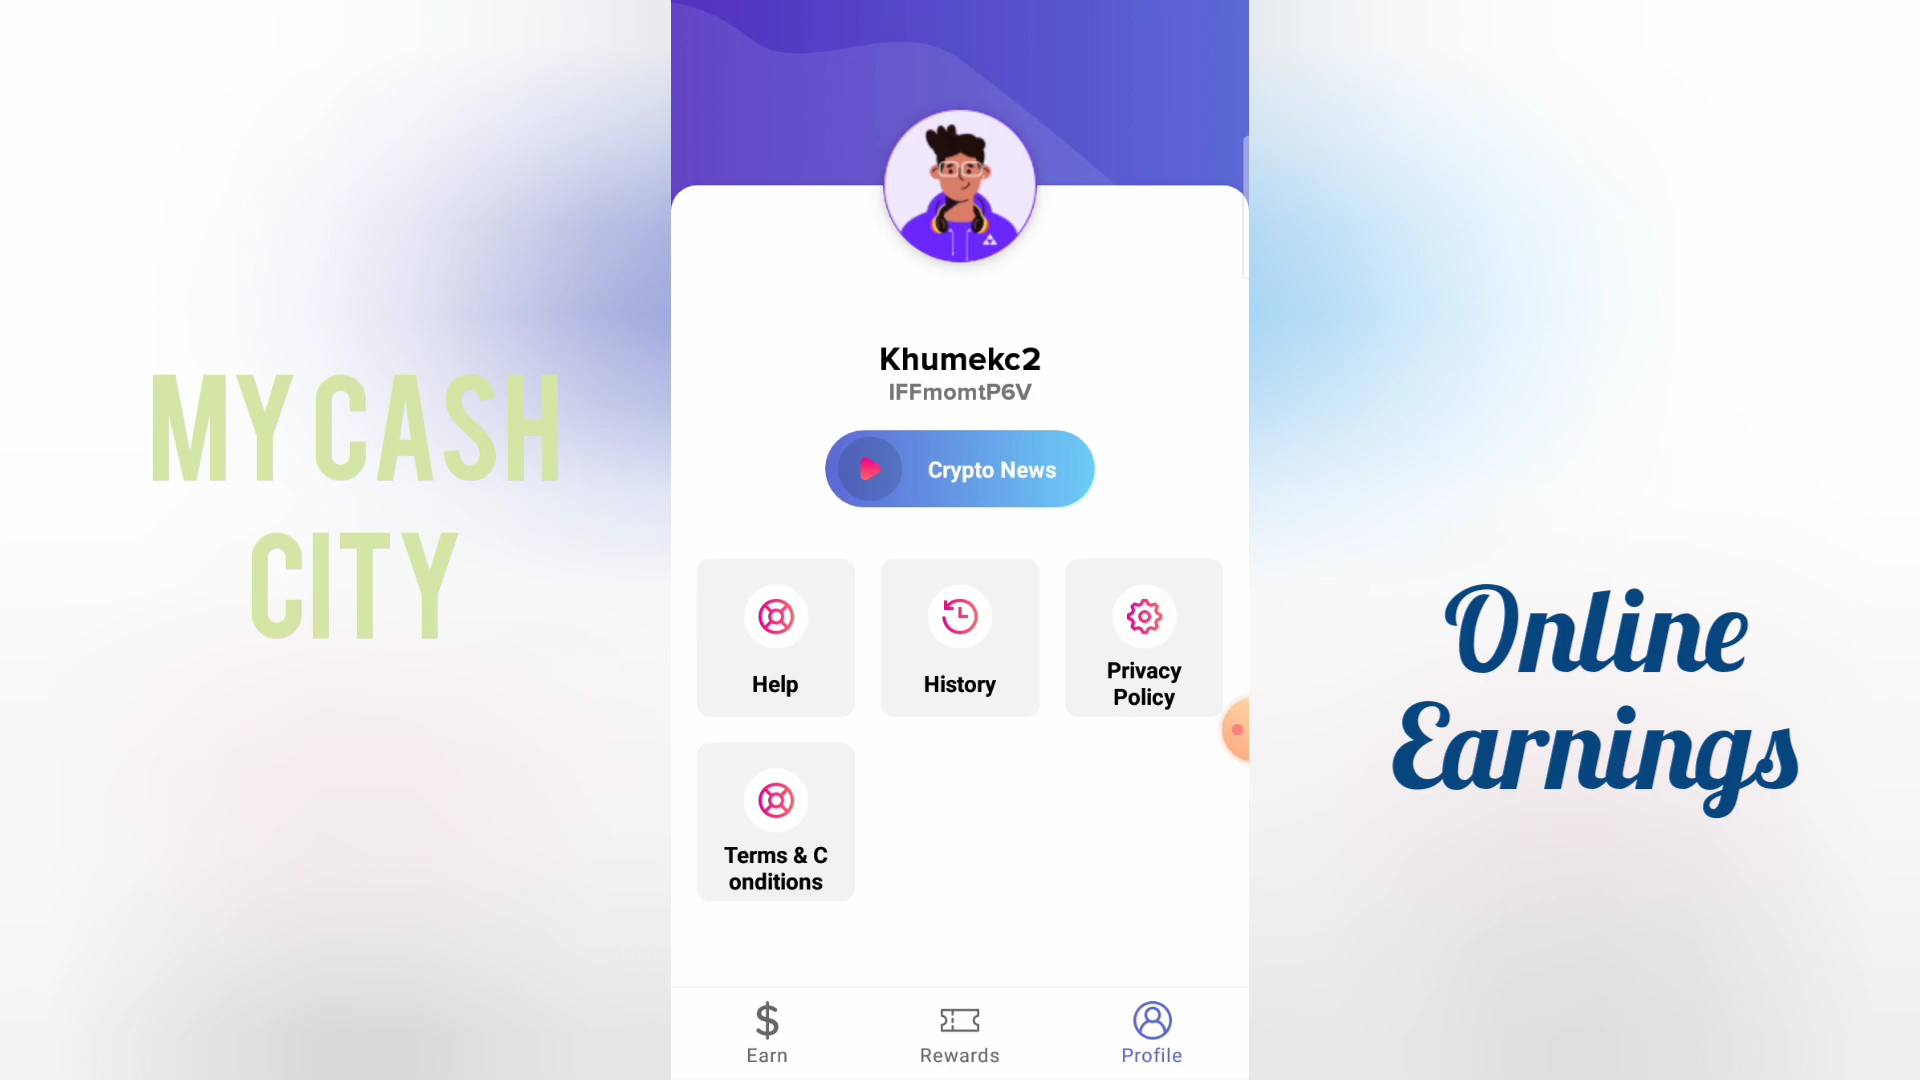 MY CASH
CITY
Khumekc2
IFFmomtP6V
Crypto News
Help
History
Privacy
Policy
Terms & C
onditions
Earn
Rewards
Profile
Online
Earnings